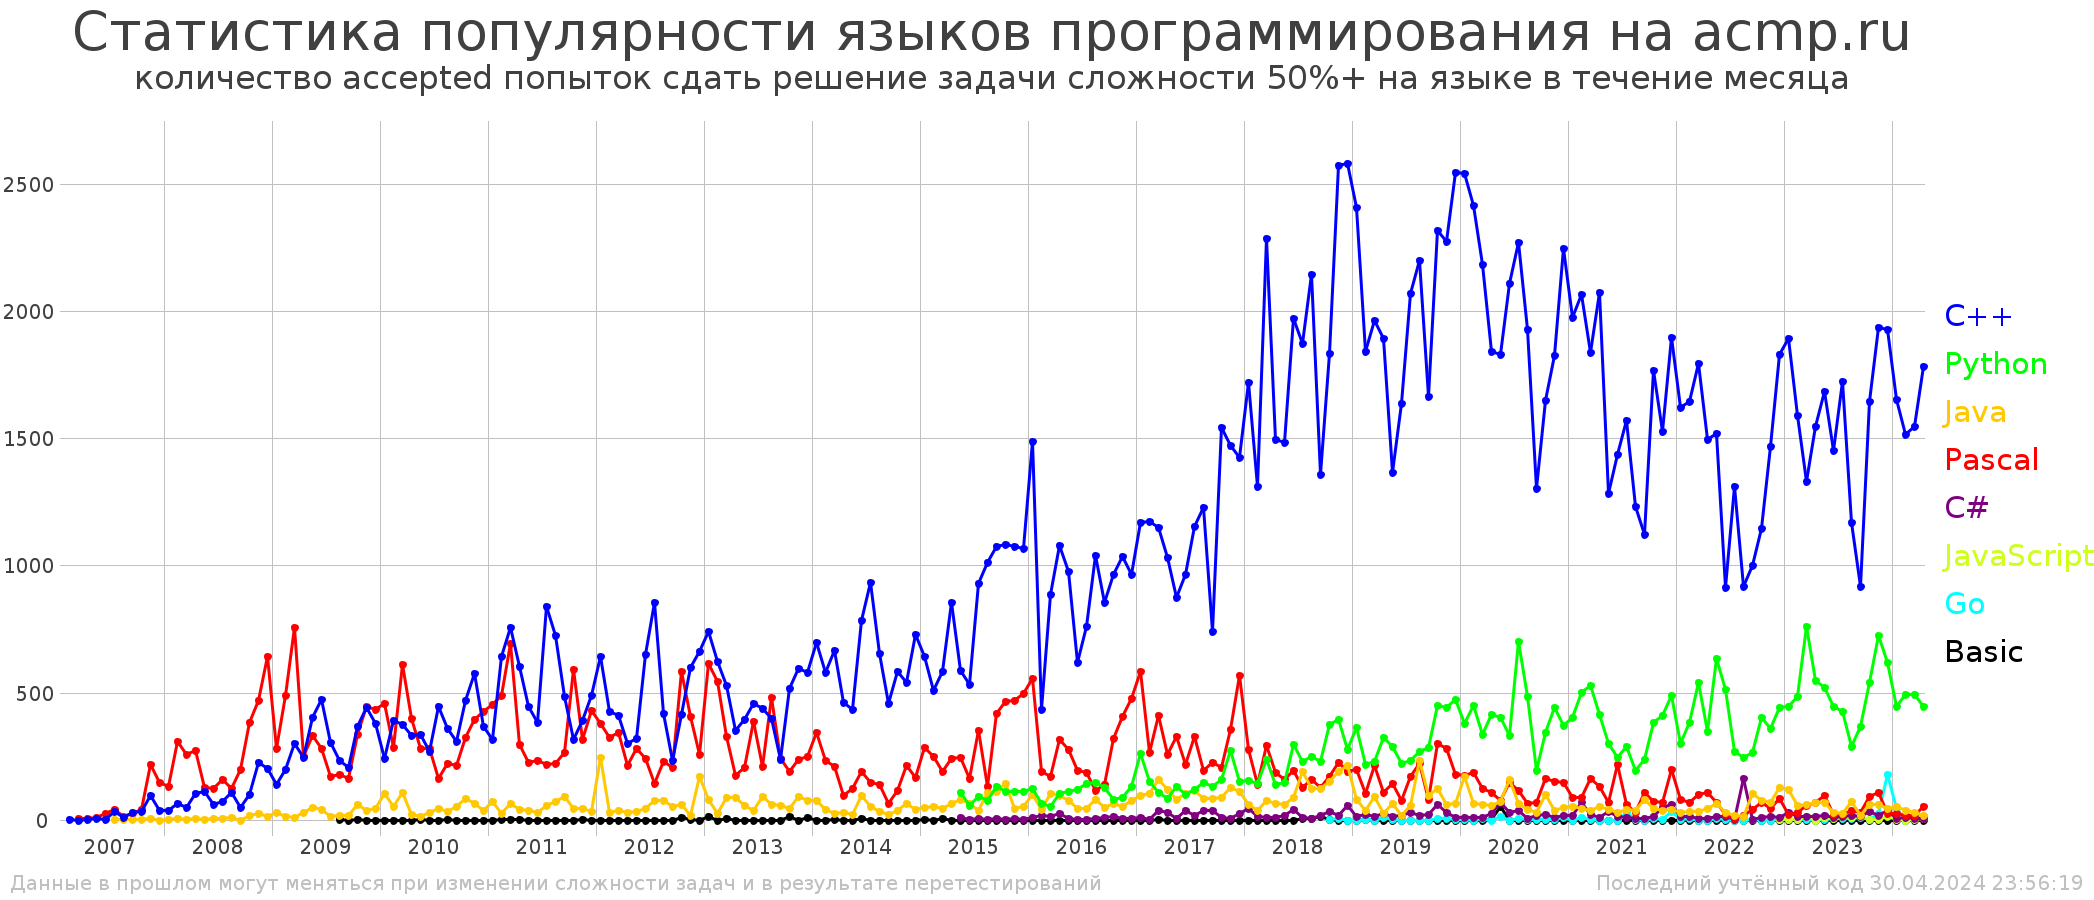 Статистика популярности языков программирования на acmp.ru
количество accepted попыток сдать решение задачи сложности 50%+ на языке в течение месяца
2500
2000
1500
1000
500
0
C++
Python
Java
Pascal
C#
JavaScript
Go
Basic
2007 2008 2009 2010 2011 2012 2013 2014 2015 2016 2017 2018 2019 2020 2021 2022 2023
Данные в прошлом могут меняться при изменении сложности задач и в результате перетестирований
Последний учтённый код 30.04.2024 23:56:19